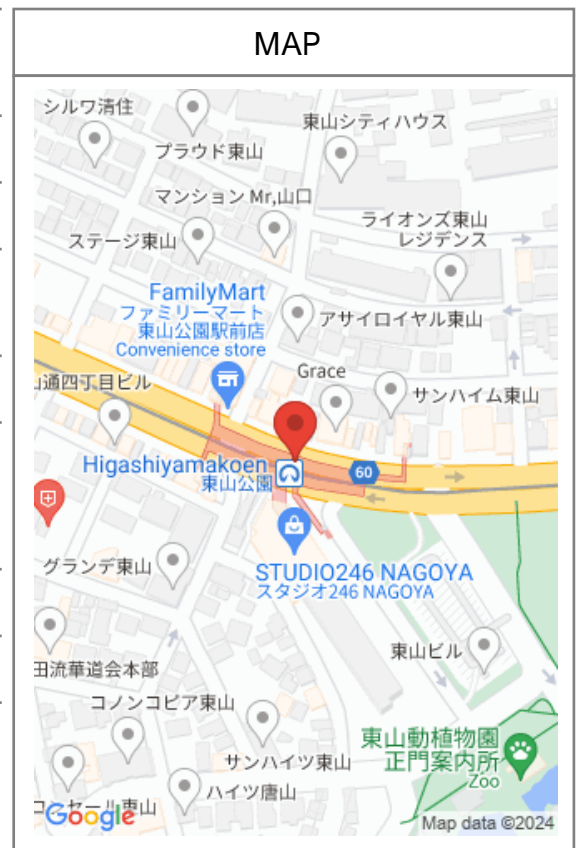 MAP
シルワ清住
プラウド東山
東山シティハウス
マンション Mr,山口
ステージ東山
ライオンズ東山
レジデンス
FamilyMart
ファミリーマート
東山公園駅前店
Convenience store
アサイロイヤル東山
Grace
山通四丁目ビル
サンハイム東山
Higashiyamakoen
東山公園
60
STUDIO246 NAGOYA
スタジオ246 NAGOYA
グランデ東山
東山ビル
田流華道会本部
コノンコピア東山
サンハイツ東山
東山動植物園
正門案内所
Zoo
ハイツ唐山
Google
Map data ©2024